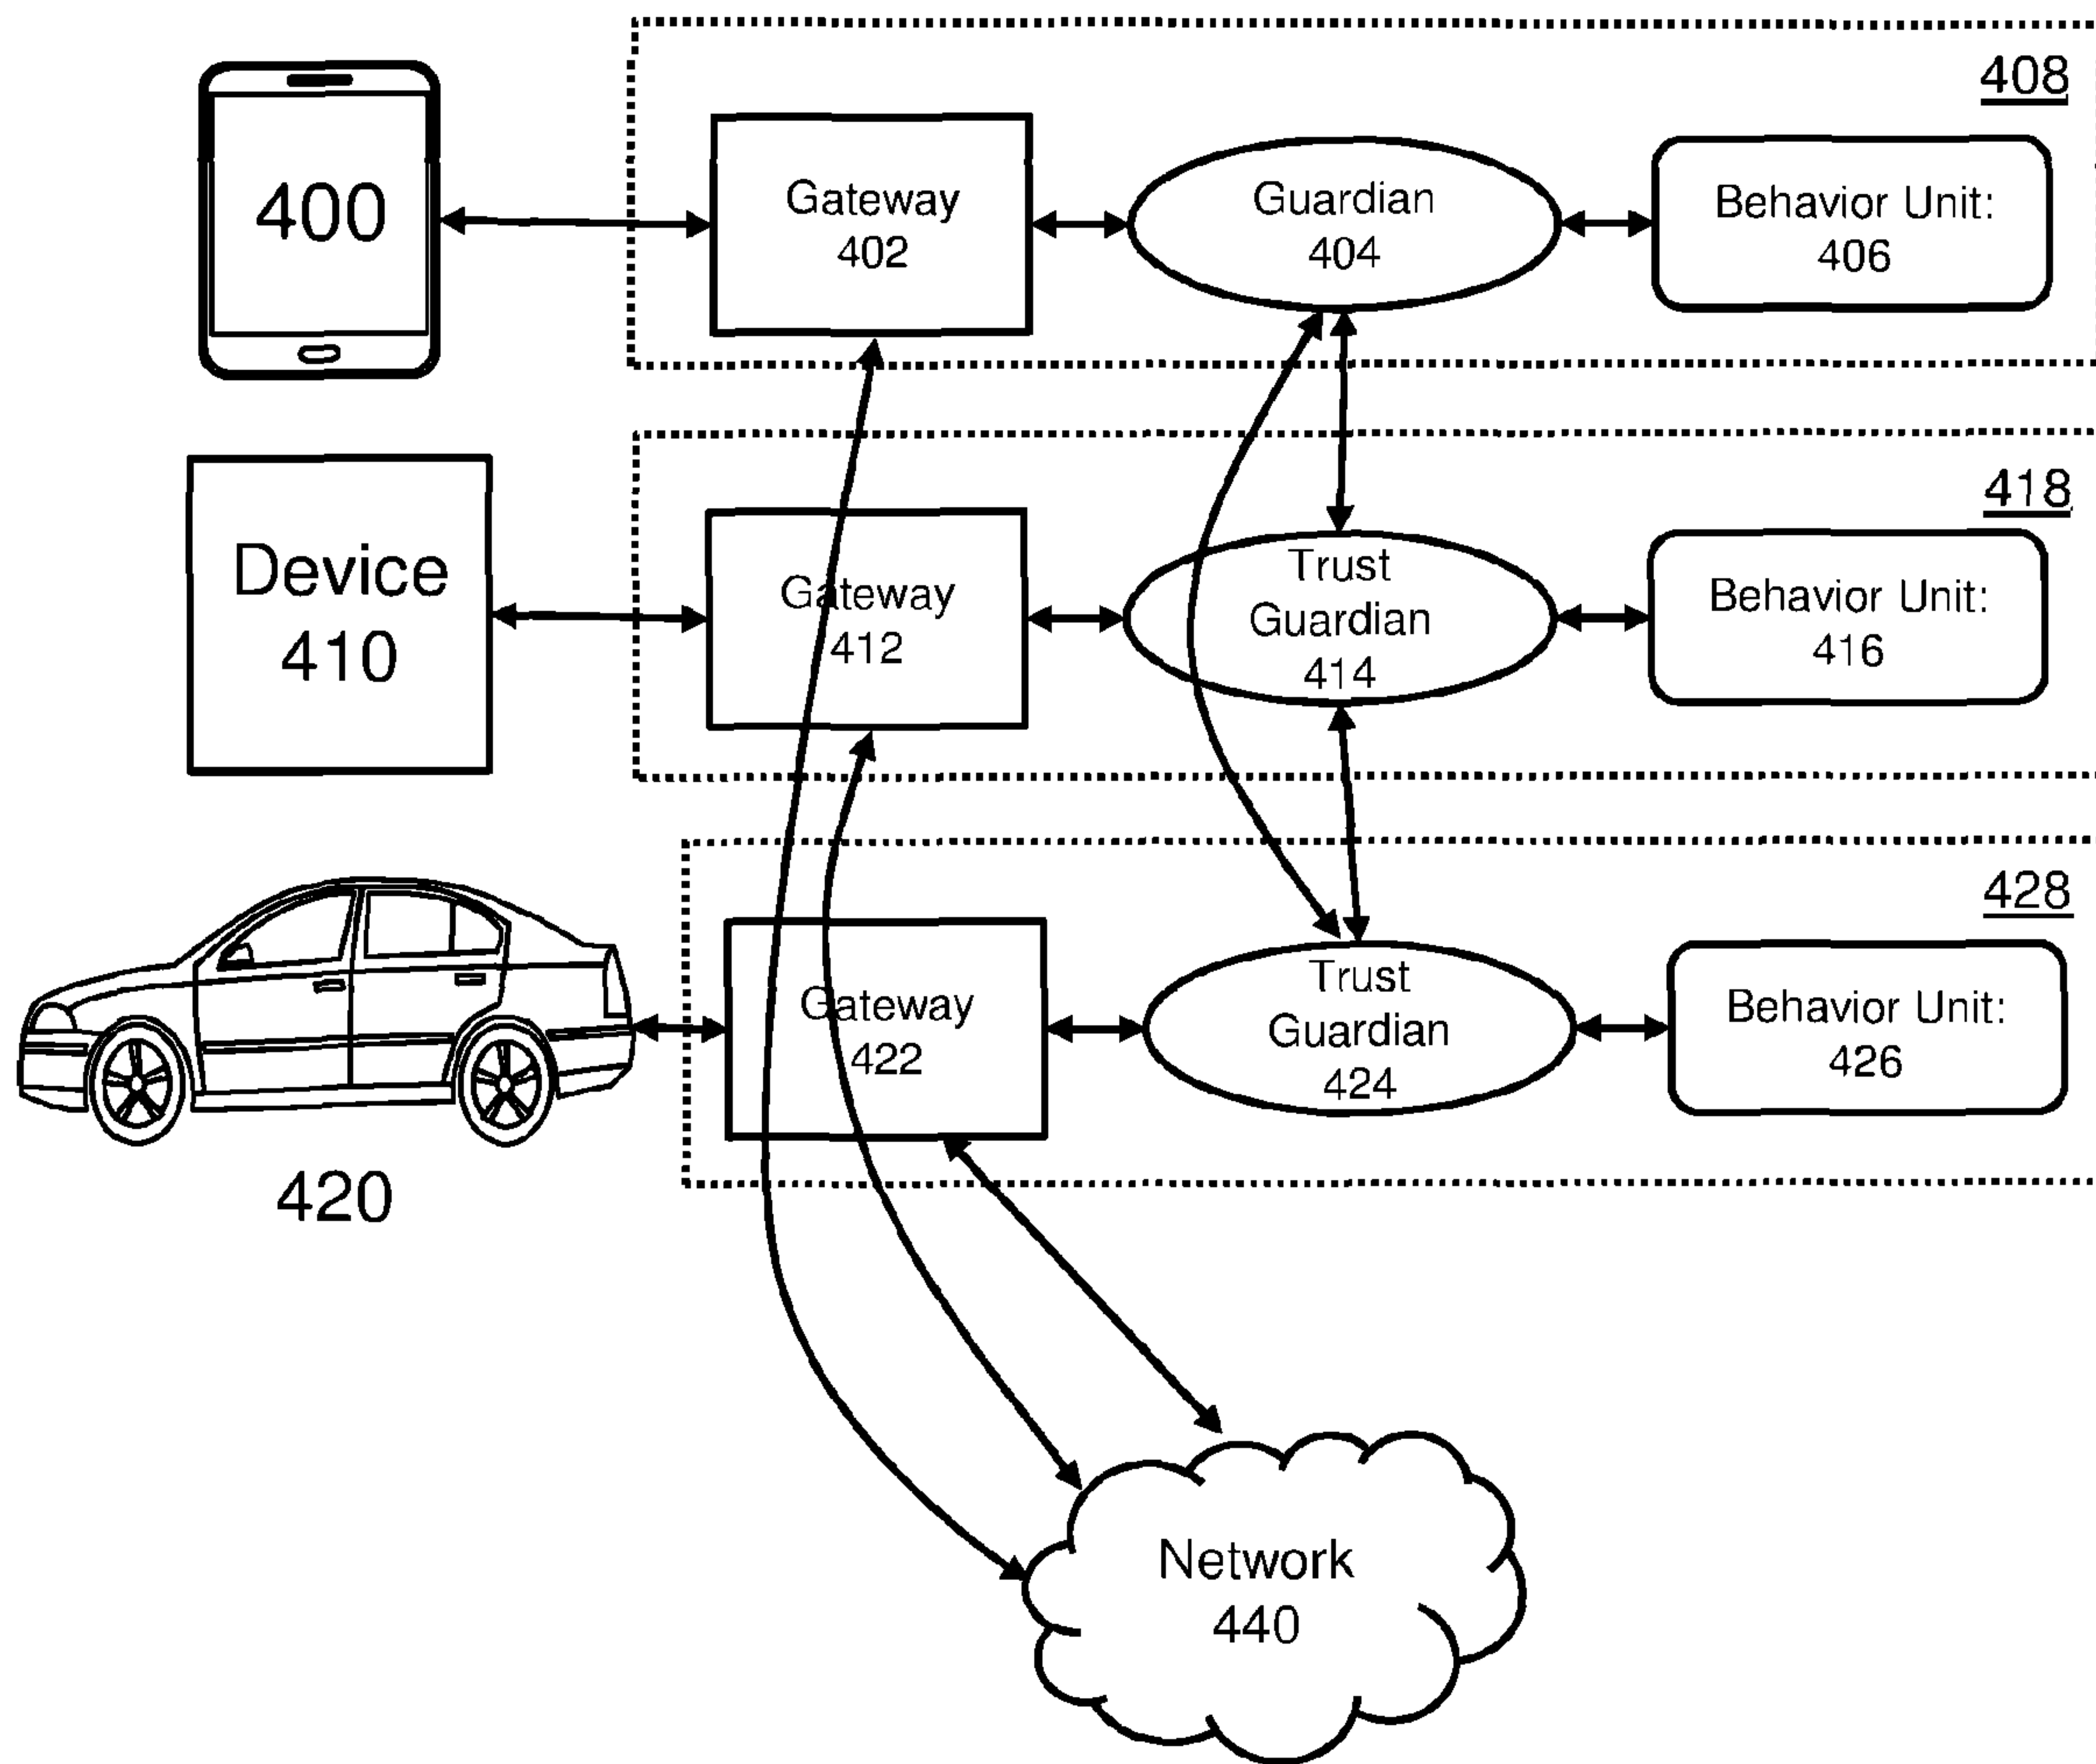 408
400
Gateway
402
Guardian
404
Behavior Unit:
406
418
Device
410
Gateway
412
Trust
Guardian
414
Behavior Unit:
416
428
Gateway
422
Trust
Guardian
424
Behavior Unit:
426
420
Network
440